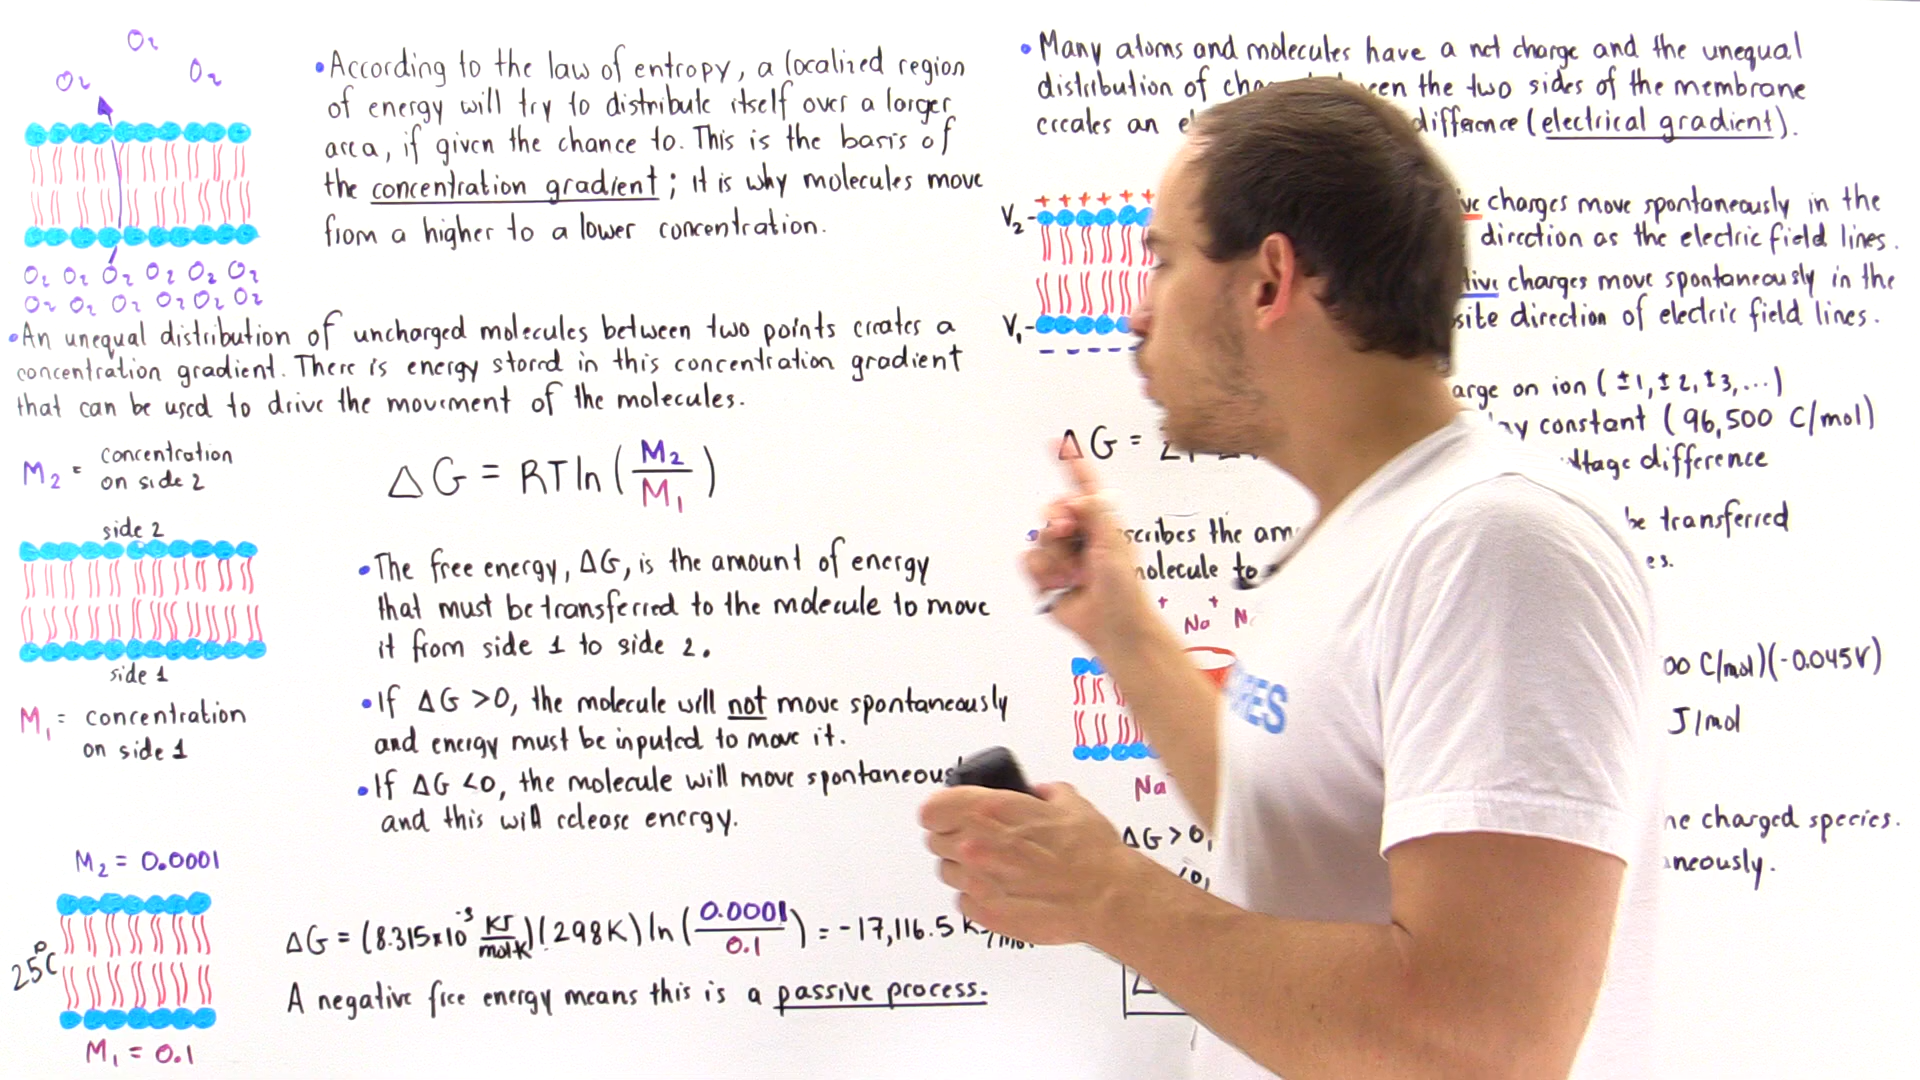 O₂
O₂ O₂
• According to the law of entropy, a localized region
of energy will try to distribute itself over a larger
area, if given the chance to. This is the basis of
the concentration gradient ; it is why molecules move
from a higher to a lower concentration.
O₂ O₂ O₂ O₂ O₂ O₂
O₂ O₂ O₂ O₂ O₂ O₂
• An unequal distribution of uncharged molecules between two points creates a
concentration gradient. There is energy stored in this concentration gradient
that can be used to drive the movement of the molecules.
M₂ = concentration
on side 2
ΔG = RT ln (M₂/M₁)
side 2
side 1
M₁ = concentration
on side 1
• The free energy, ΔG, is the amount of energy
that must be transferred to the molecule to move
it from side 1 to side 2.
• If ΔG >0, the molecule will not move spontaneously
and energy must be inputed to move it.
• If ΔG <0, the molecule will move
and this will release energy.
M₂ = 0.0001
25°C
M₁ = 0.1
ΔG = (8.315x10⁻³ KJ/mol·K)(298K) ln (0.0001/0.1) = -17,116.5
A negative free energy means this is a passive process.
• Many atoms and molecules have a net charge and the unequal
distribution of the two sides of the membrane
creates an difference (electrical gradient).
V₂ + + + + + +
V₁
charges move spontaneously in the
direction as the electric field lines.
charges move spontaneously in the
direction of electric field lines.
on ion ( ±1, ±2, ±3, ...)
constant ( 96,500 C/mol)
difference
ΔG =
be transferred
the
to
+ +
Na N
C/mol)(-0.045V)
J/mol
Na
ΔG > 0,
charged species.